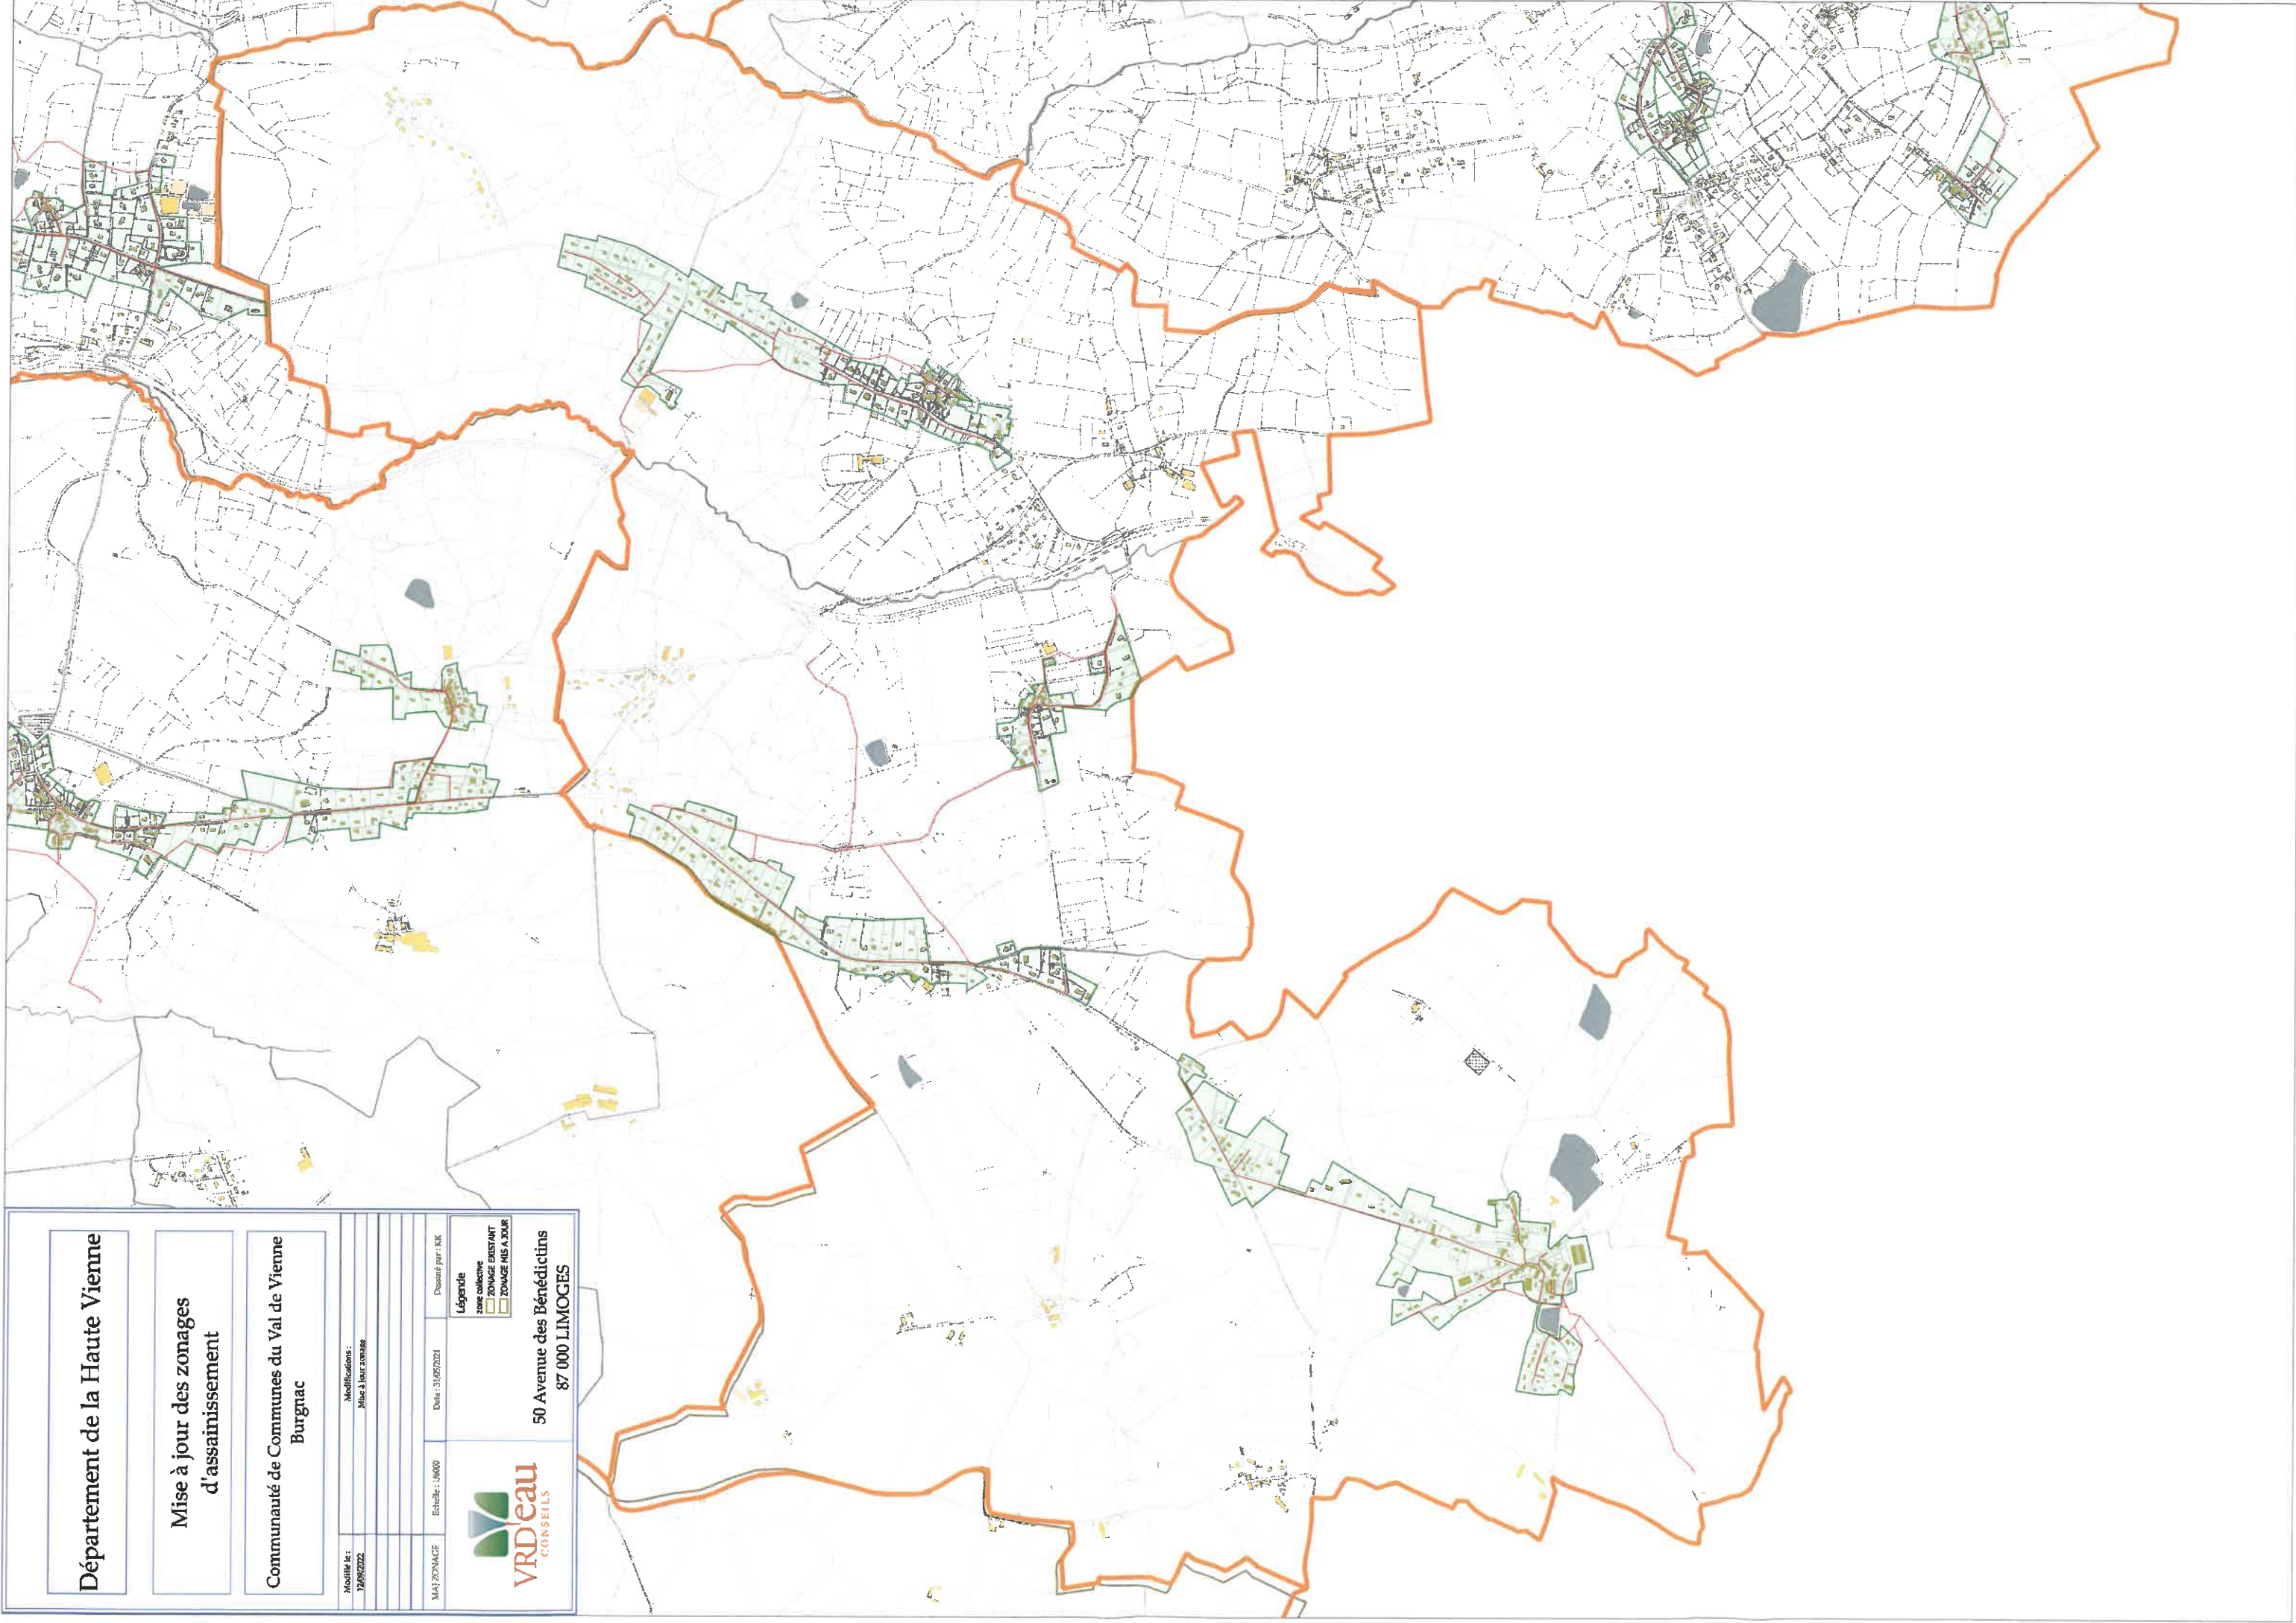 Département de la Haute Vienne
Mise à jour des zonages
d'assainissement
Communauté de Communes du Val de Vienne
Burgnac
Modifié le :
Modifications :
12/09/2022
Mise à jour zonage
MAJ ZONAGE
Echelle : 1/6000
Date : 31/05/2021
Dessiné par : KK
Légende
zone collective
ZONAGE EXISTANT
ZONAGE MIS A JOUR
VRD'eau
CONSEILS
50 Avenue des Bénédictins
87 000 LIMOGES